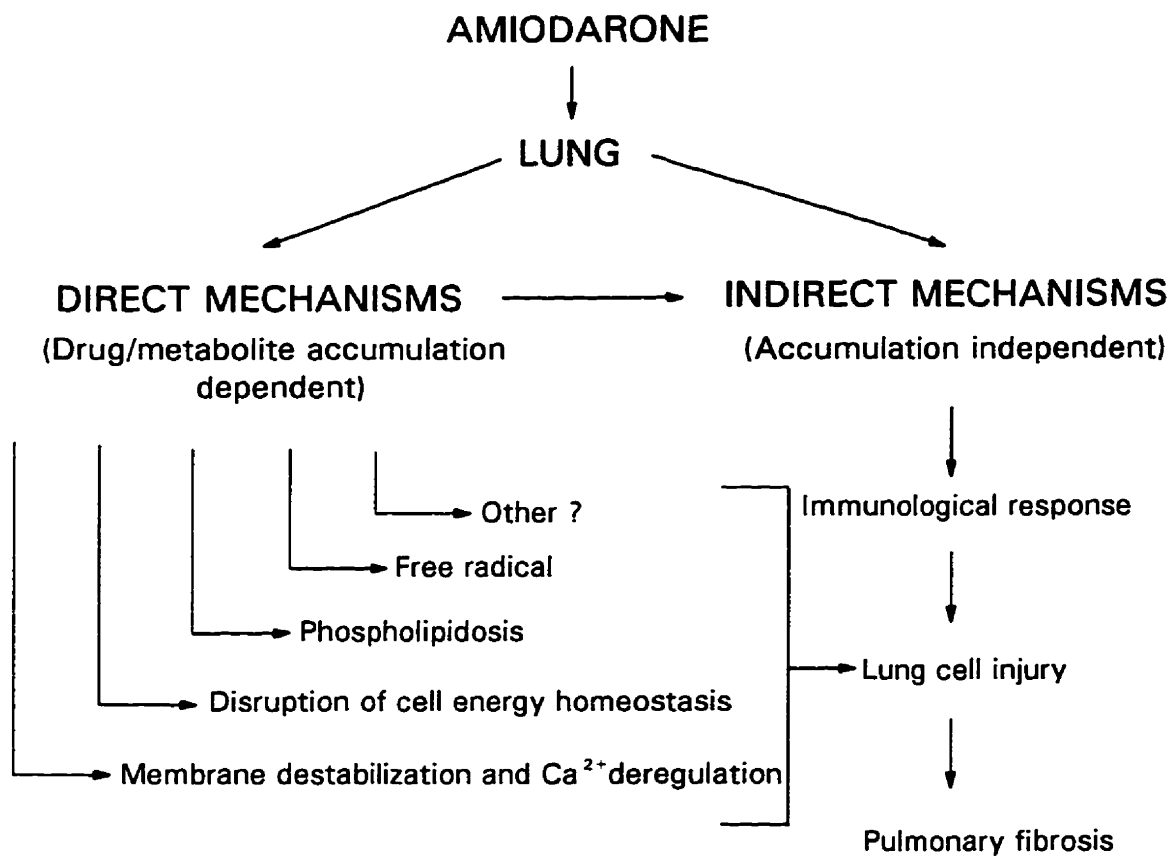 AMIODARONE
LUNG
DIRECT MECHANISMS
(Drug/metabolite accumulation
dependent)
INDIRECT MECHANISMS
(Accumulation independent)
Other ?
Free radical
Phospholipidosis
Disruption of cell energy homeostasis
Membrane destabilization and Ca²⁺ deregulation
Immunological response
Lung cell injury
Pulmonary fibrosis